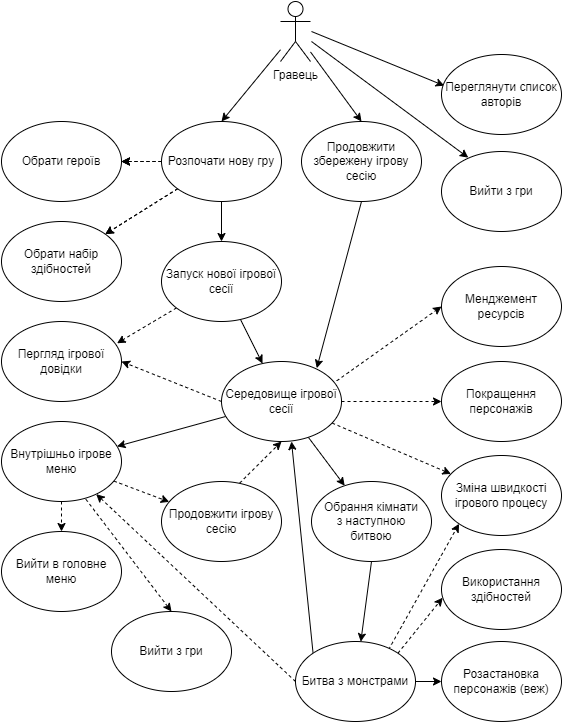 Гравець
Переглянути список
авторів
Обрати героїв
Розпочати нову гру
Продовжити
збережену ігрову
сесію
Вийти з гри
Обрати набір
здібностей
Запуск нової ігрової
сесії
Менджемент
ресурсів
Пергляд ігрової
довідки
Середовище ігрової
сесії
Покращення
персонажів
Внутрішньо ігрове
меню
Продовжити ігрову
сесію
Обрання кімнати
з наступною
битвою
Зміна швидкості
ігрового процесу
Вийти в головне
меню
Використання
здібностей
Вийти з гри
Битва з монстрами
Розастановка
персонажів (веж)